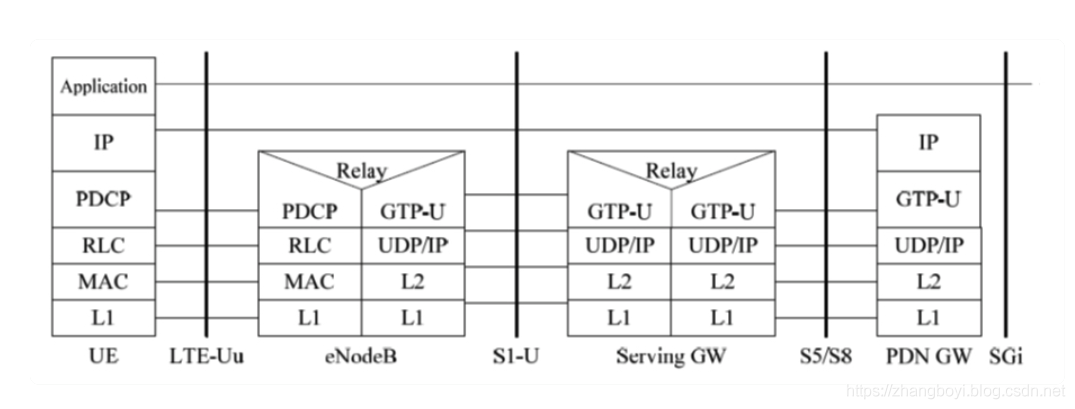 Application
IP IP
Relay Relay
PDCP GTP-U
PDCP GTP-U GTP-U GTP-U
RLC RLC UDP/IP UDP/IP UDP/IP UDP/IP
MAC MAC L2 L2 L2 L2
L1 L1 L1 L1 L1 L1
UE LTE-Uu eNodeB S1-U Serving GW S5/S8 PDN GW SGi
https://zhangboyi.blog.csdn.net